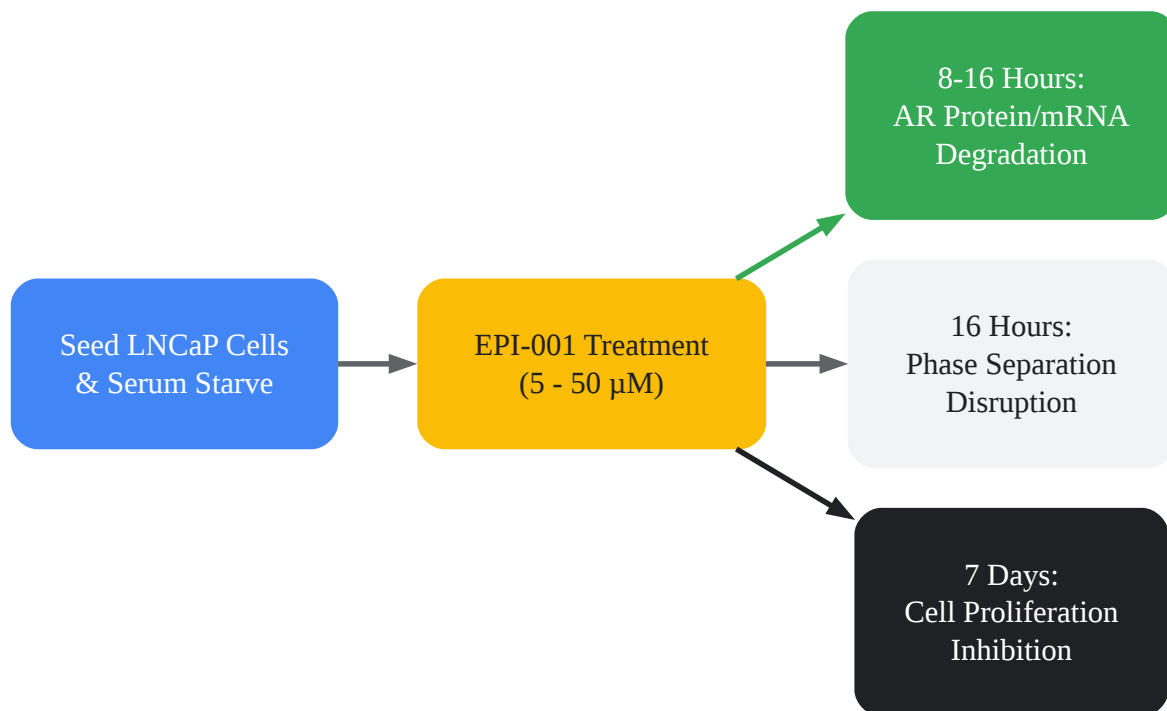 Seed LNCaP Cells
& Serum Starve
EPI-001 Treatment
(5 - 50 µM)
8-16 Hours:
AR Protein/mRNA
Degradation
16 Hours:
Phase Separation
Disruption
7 Days:
Cell Proliferation
Inhibition